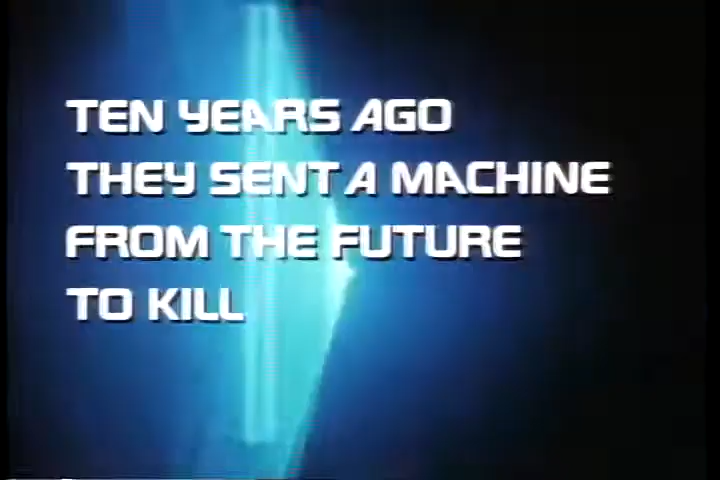 TEN YEARS AGO
THEY SENT A MACHINE
FROM THE FUTURE
TO KILL